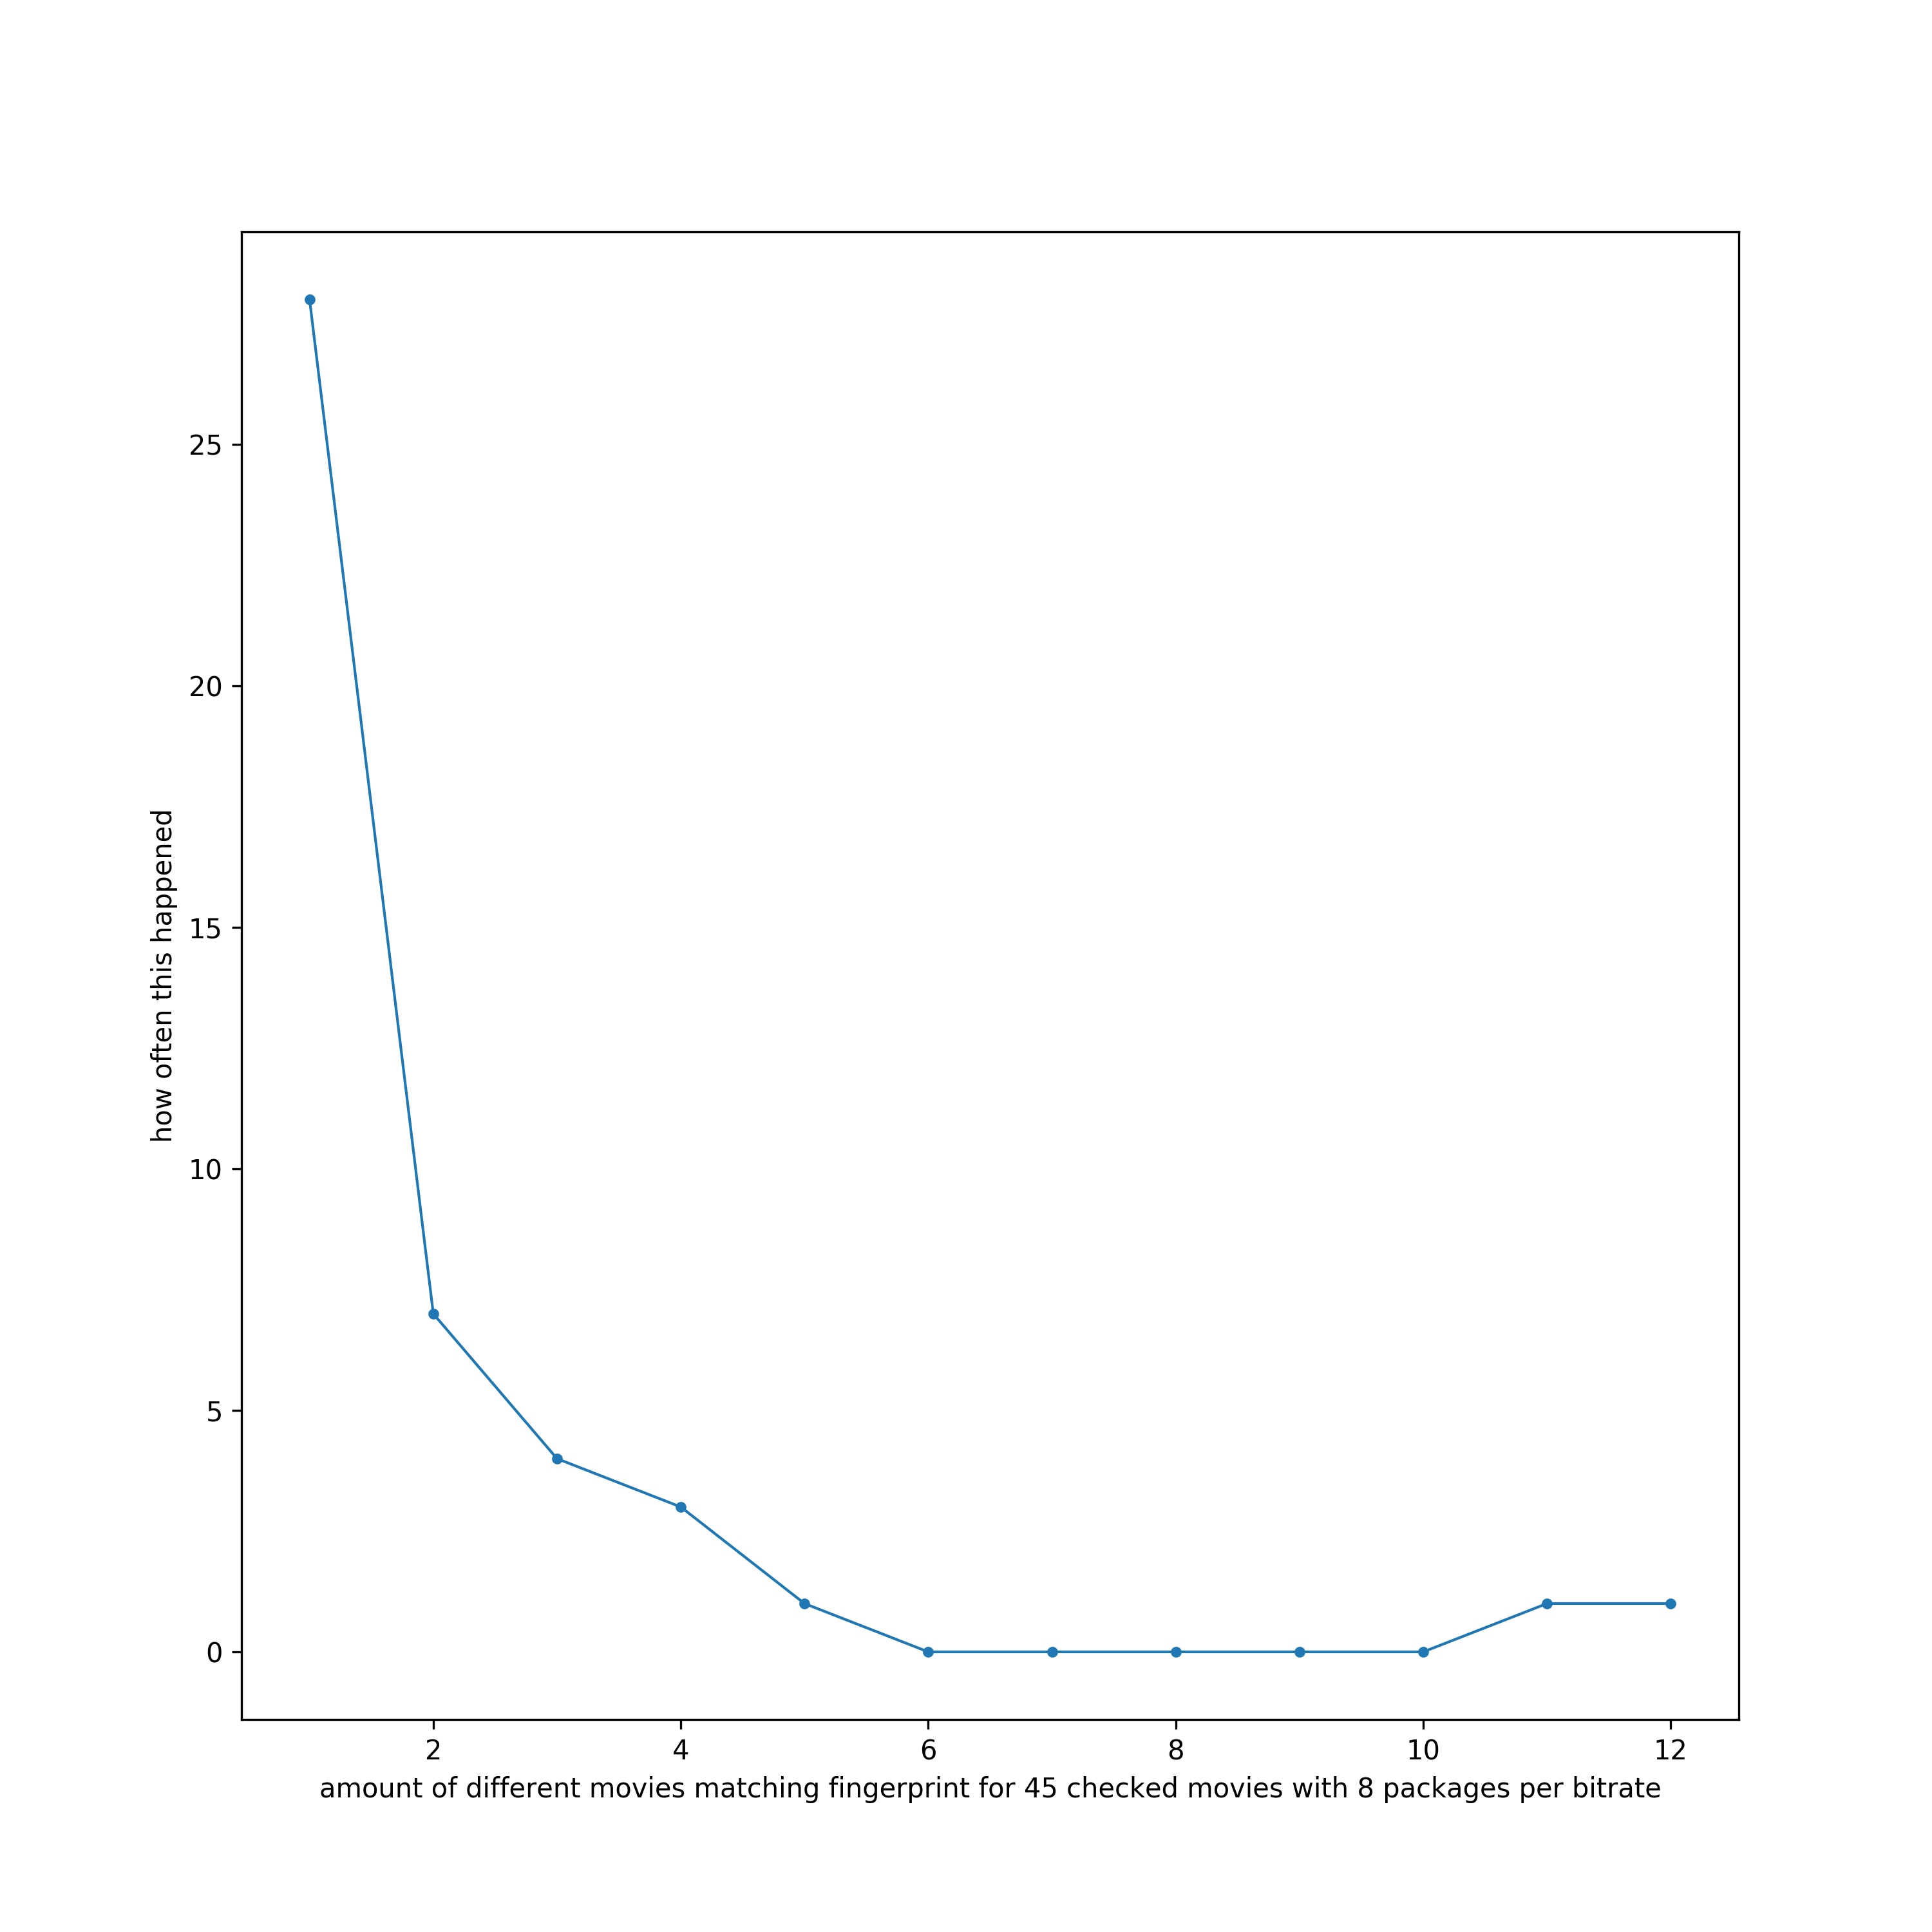 how often this happened
25
20
15
10
5
0
2 4 6 8 10 12
amount of different movies matching fingerprint for 45 checked movies with 8 packages per bitrate